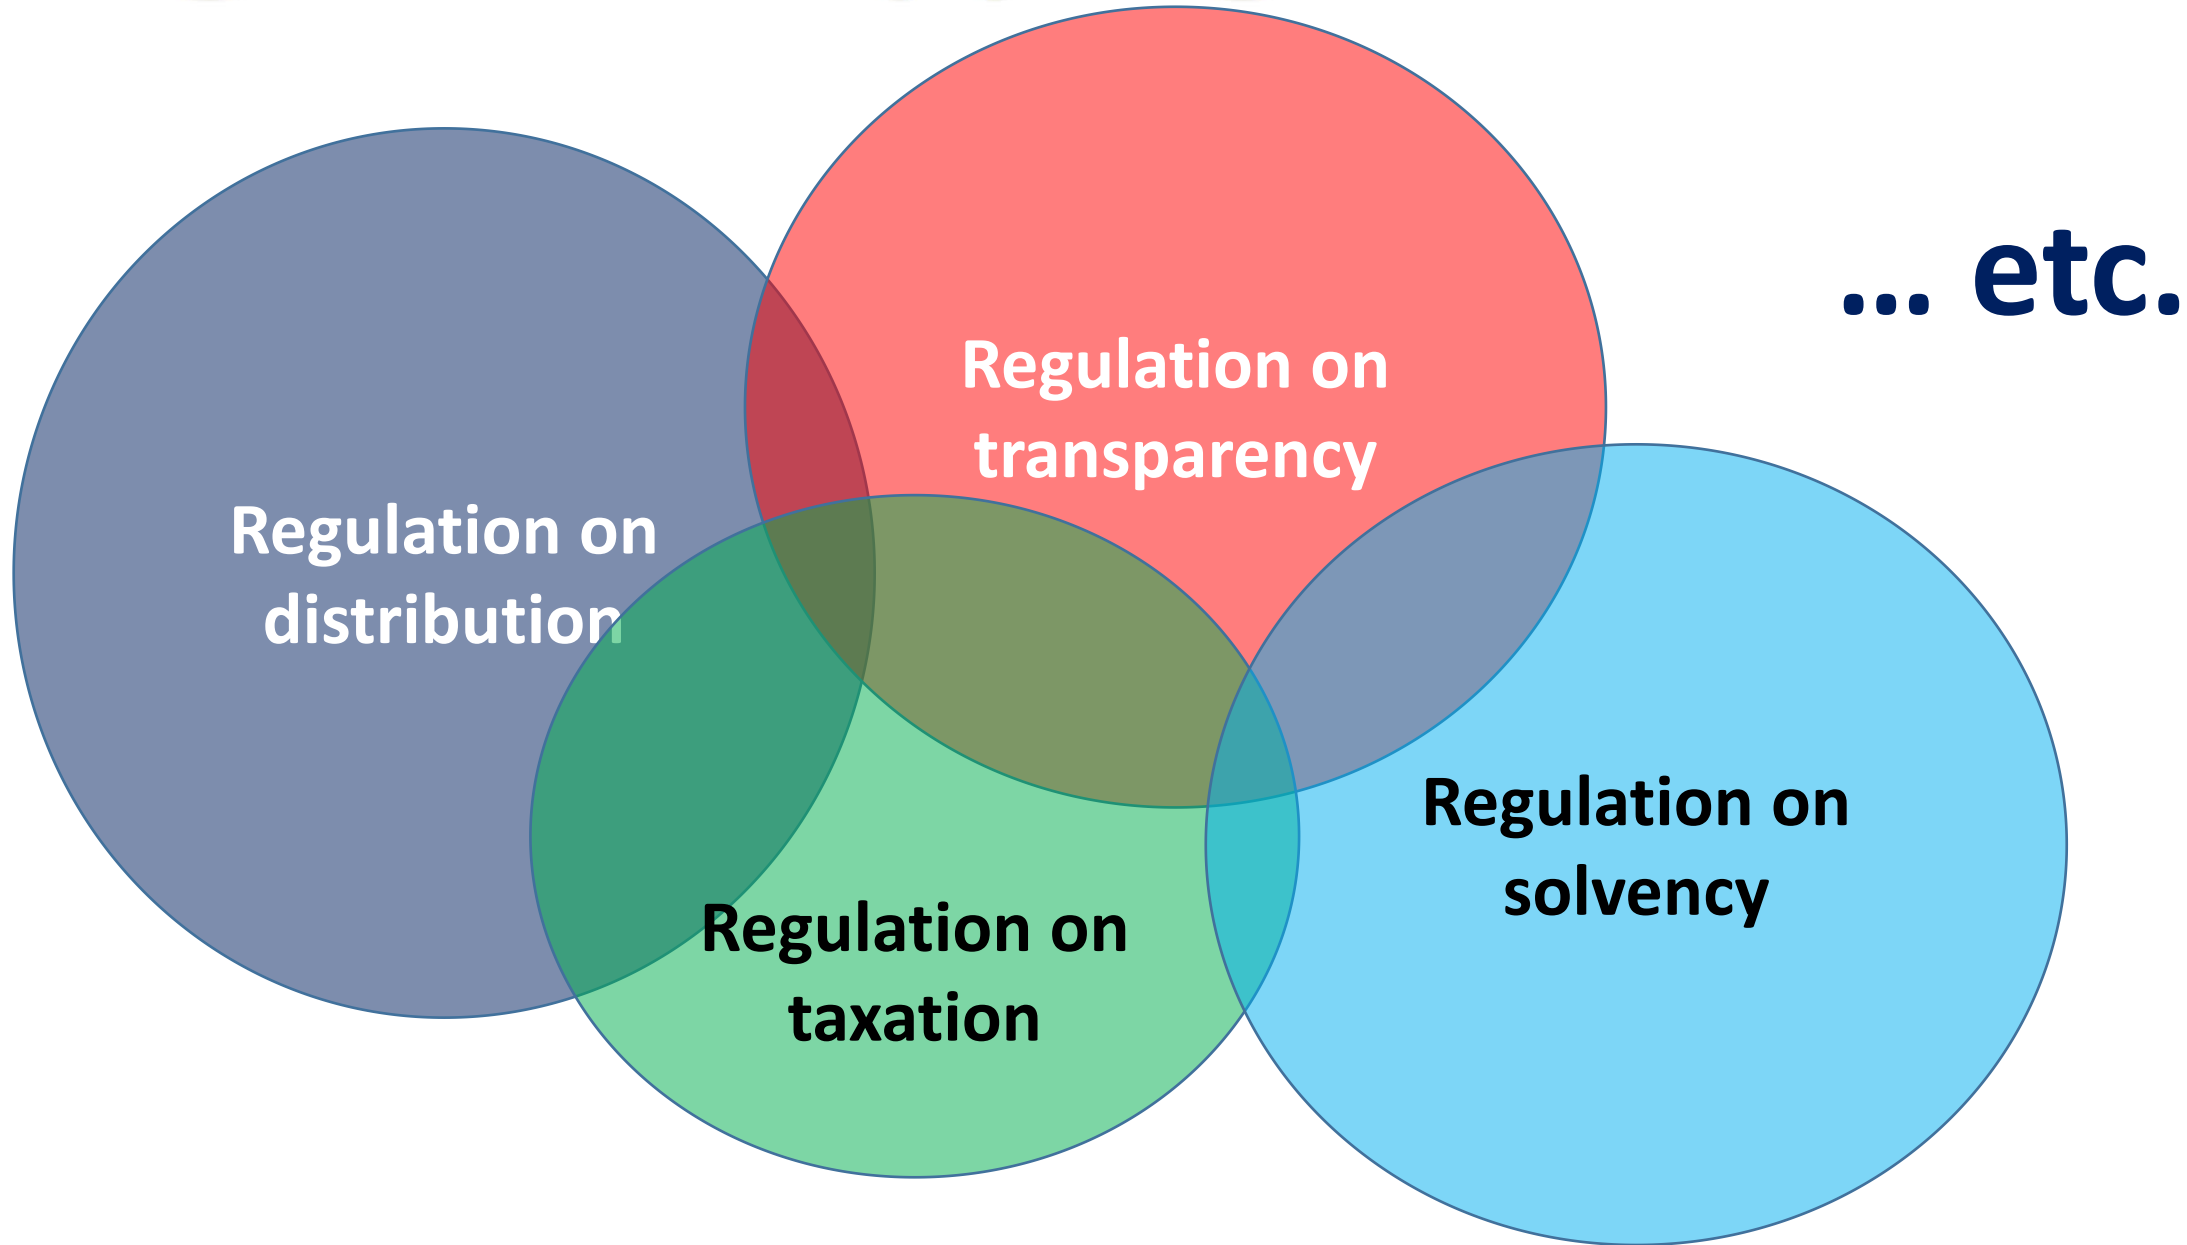 Regulation on
distribution
Regulation on
transparency
… etc.
Regulation on
taxation
Regulation on
solvency